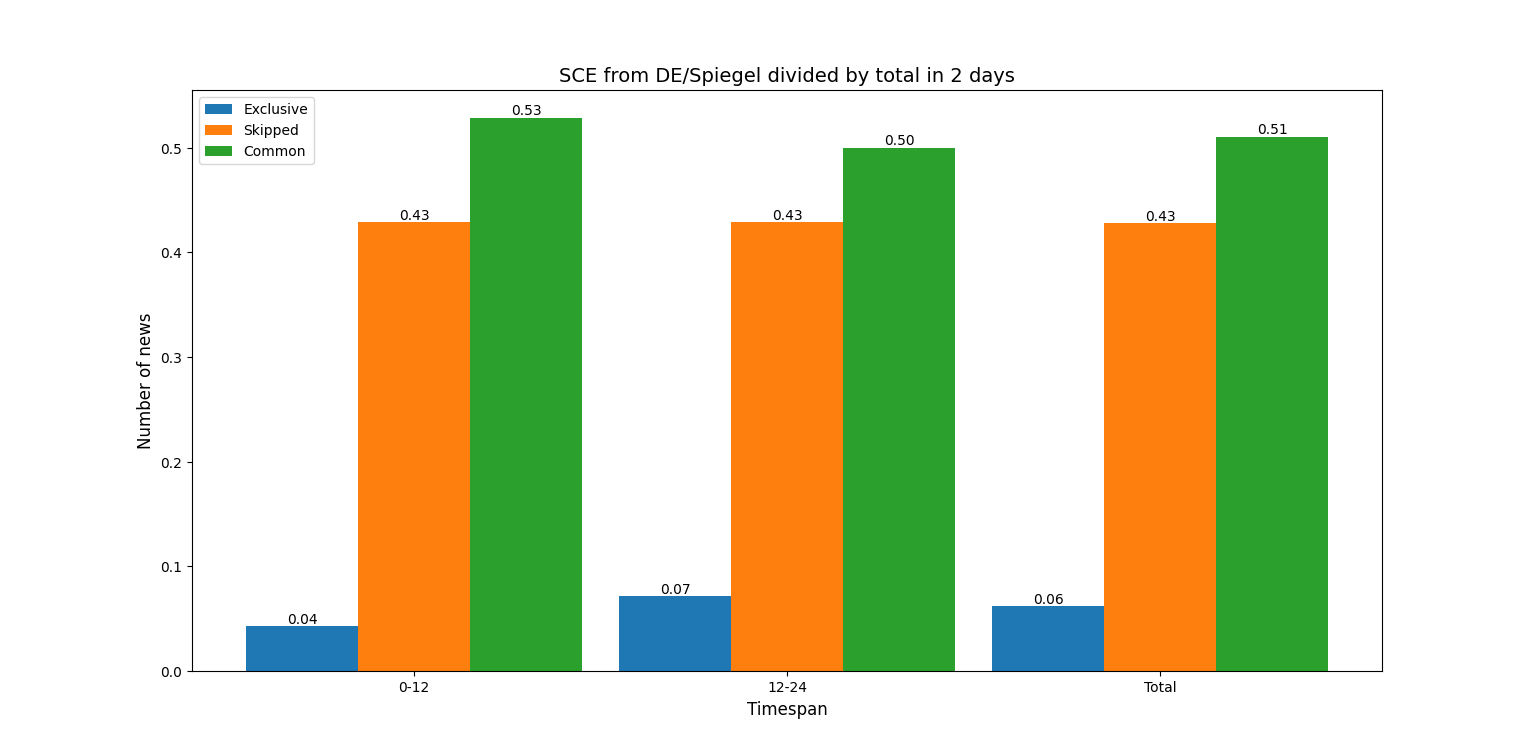 SCE from DE/Spiegel divided by total in 2 days
Exclusive
Skipped
Common
Number of news
0.5
0.4
0.3
0.2
0.1
0.0
0.04
0.43
0.53
0.07
0.43
0.50
0.06
0.43
0.51
0-12
12-24
Total
Timespan